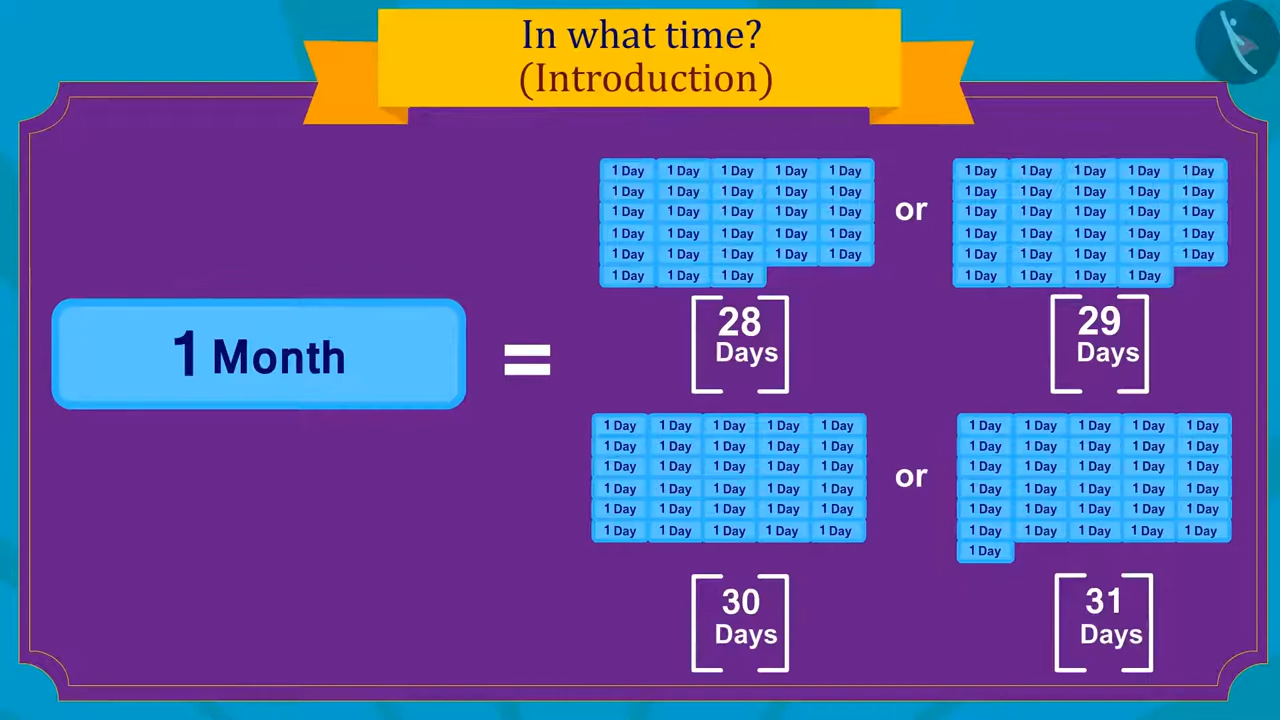 In what time?
(Introduction)
1 Day 1 Day 1 Day 1 Day 1 Day
1 Day 1 Day 1 Day 1 Day 1 Day
1 Day 1 Day 1 Day 1 Day 1 Day
1 Day 1 Day 1 Day 1 Day 1 Day
1 Day 1 Day 1 Day 1 Day 1 Day
1 Day 1 Day 1 Day
28
Days
or
1 Day 1 Day 1 Day 1 Day 1 Day
1 Day 1 Day 1 Day 1 Day 1 Day
1 Day 1 Day 1 Day 1 Day 1 Day
1 Day 1 Day 1 Day 1 Day 1 Day
1 Day 1 Day 1 Day 1 Day 1 Day
1 Day 1 Day 1 Day 1 Day
29
Days
1 Month =
1 Day 1 Day 1 Day 1 Day 1 Day
1 Day 1 Day 1 Day 1 Day 1 Day
1 Day 1 Day 1 Day 1 Day 1 Day
1 Day 1 Day 1 Day 1 Day 1 Day
1 Day 1 Day 1 Day 1 Day 1 Day
1 Day 1 Day 1 Day 1 Day 1 Day
30
Days
or
1 Day 1 Day 1 Day 1 Day 1 Day
1 Day 1 Day 1 Day 1 Day 1 Day
1 Day 1 Day 1 Day 1 Day 1 Day
1 Day 1 Day 1 Day 1 Day 1 Day
1 Day 1 Day 1 Day 1 Day 1 Day
1 Day 1 Day 1 Day 1 Day 1 Day
1 Day
31
Days